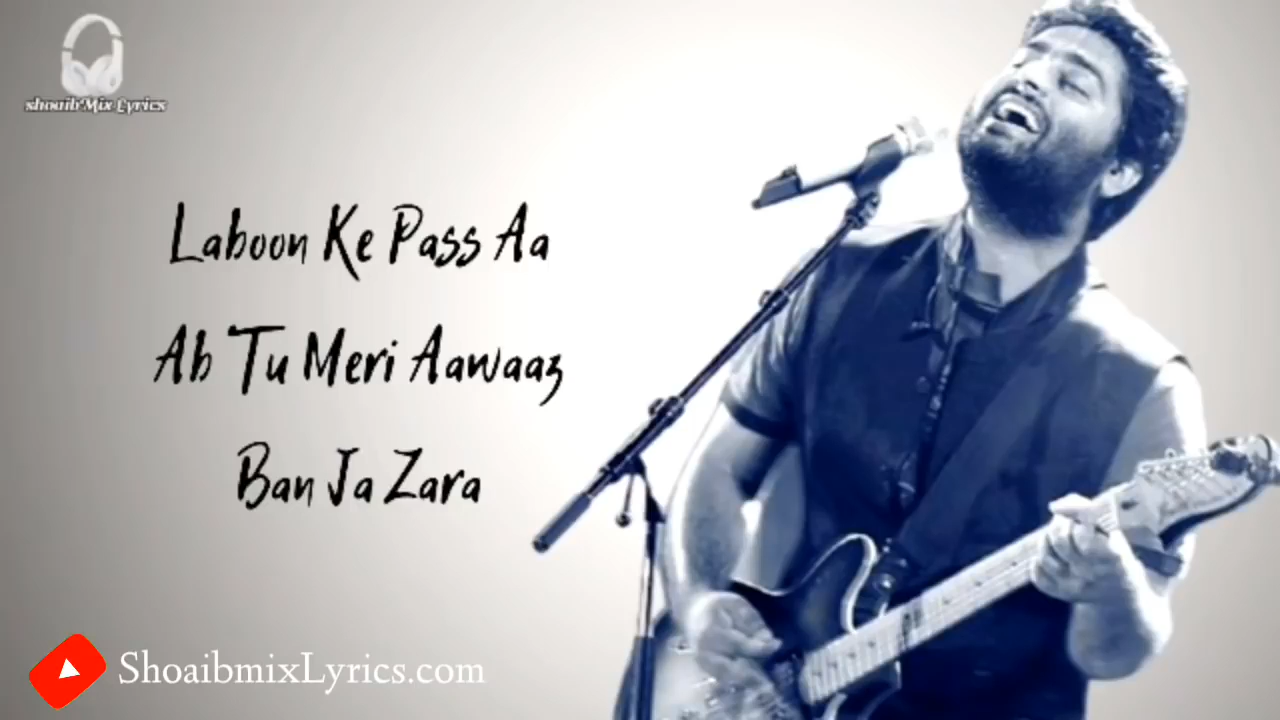 shoaib Mix Lyrics
Laboon Ke Pass Aa
Ab Tu Meri Aawaaz
Ban Ja Zara
ShoaibmixLyrics.com